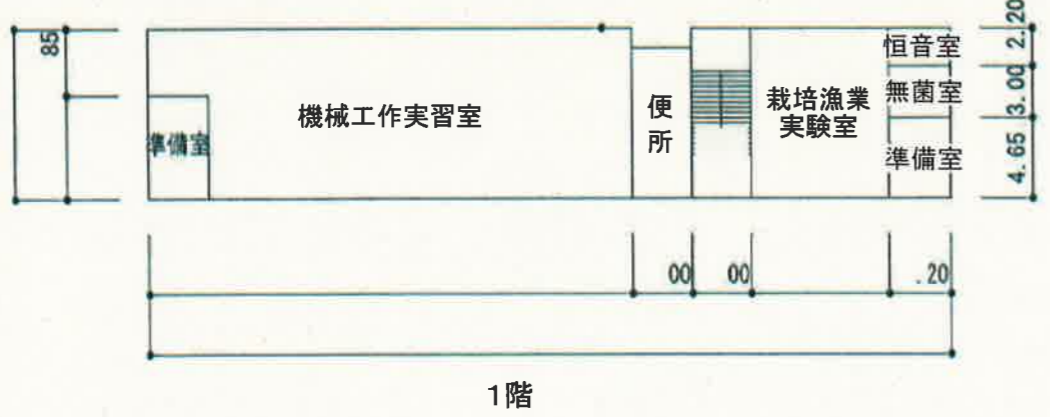 2.20
85
恒音室
3.00
無菌室
機械工作実習室
便所
栽培漁業
実験室
準備室
準備室
4.65
00
00
.20
1階